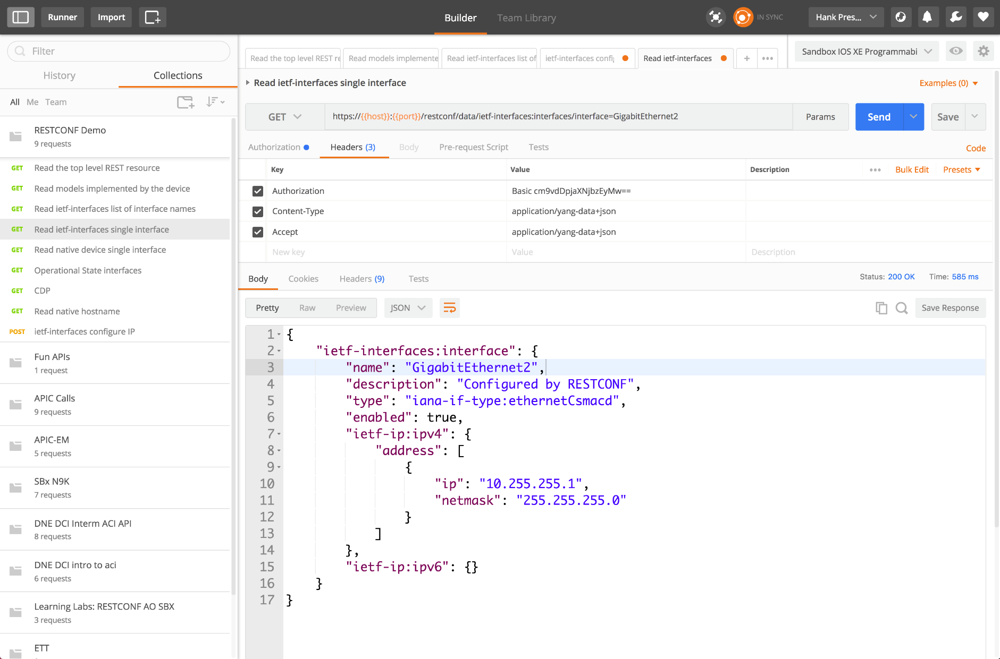 Runner
Import
Builder
Team Library
IN SYNC
Hank Pres...
Filter
History
Collections
All
Me
Team
RESTCONF Demo
9 requests
GET Read the top level REST resource
GET Read models implemented by the device
GET Read ietf-interfaces list of interface names
GET Read ietf-interfaces single interface
GET Read native device single interface
GET Operational State interfaces
GET CDP
GET Read native hostname
POST ietf-interfaces configure IP
Fun APIs
1 request
APIC Calls
9 requests
APIC-EM
5 requests
SBx N9K
7 requests
DNE DCI Interm ACI API
8 requests
DNE DCI intro to aci
6 requests
Learning Labs: RESTCONF AO SBX
3 requests
ETT
Read the top level REST re
Read models implemente
Read ietf-interfaces list of
ietf-interfaces config
Read ietf-interfaces
+
•••
Sandbox IOS XE Programmabi
Read ietf-interfaces single interface
Examples (0)
GET
https://{{host}}:{{port}}/restconf/data/ietf-interfaces:interfaces/interface=GigabitEthernet2
Params
Send
Save
Authorization
Headers (3)
Body
Pre-request Script
Tests
Code
Key Value Description ••• Bulk Edit Presets
Authorization Basic cm9vdDpjaXNjbzEyMw==
Content-Type application/yang-data+json
Accept application/yang-data+json
New key Value Description
Body
Cookies
Headers (9)
Tests
Status: 200 OK
Time: 585 ms
Pretty
Raw
Preview
JSON
Save Response
1 {
2 "ietf-interfaces:interface": {
3 "name": "GigabitEthernet2",
4 "description": "Configured by RESTCONF",
5 "type": "iana-if-type:ethernetCsmacd",
6 "enabled": true,
7 "ietf-ip:ipv4": {
8 "address": [
9 {
10 "ip": "10.255.255.1",
11 "netmask": "255.255.255.0"
12 }
13 ]
14 },
15 "ietf-ip:ipv6": {}
16 }
17 }